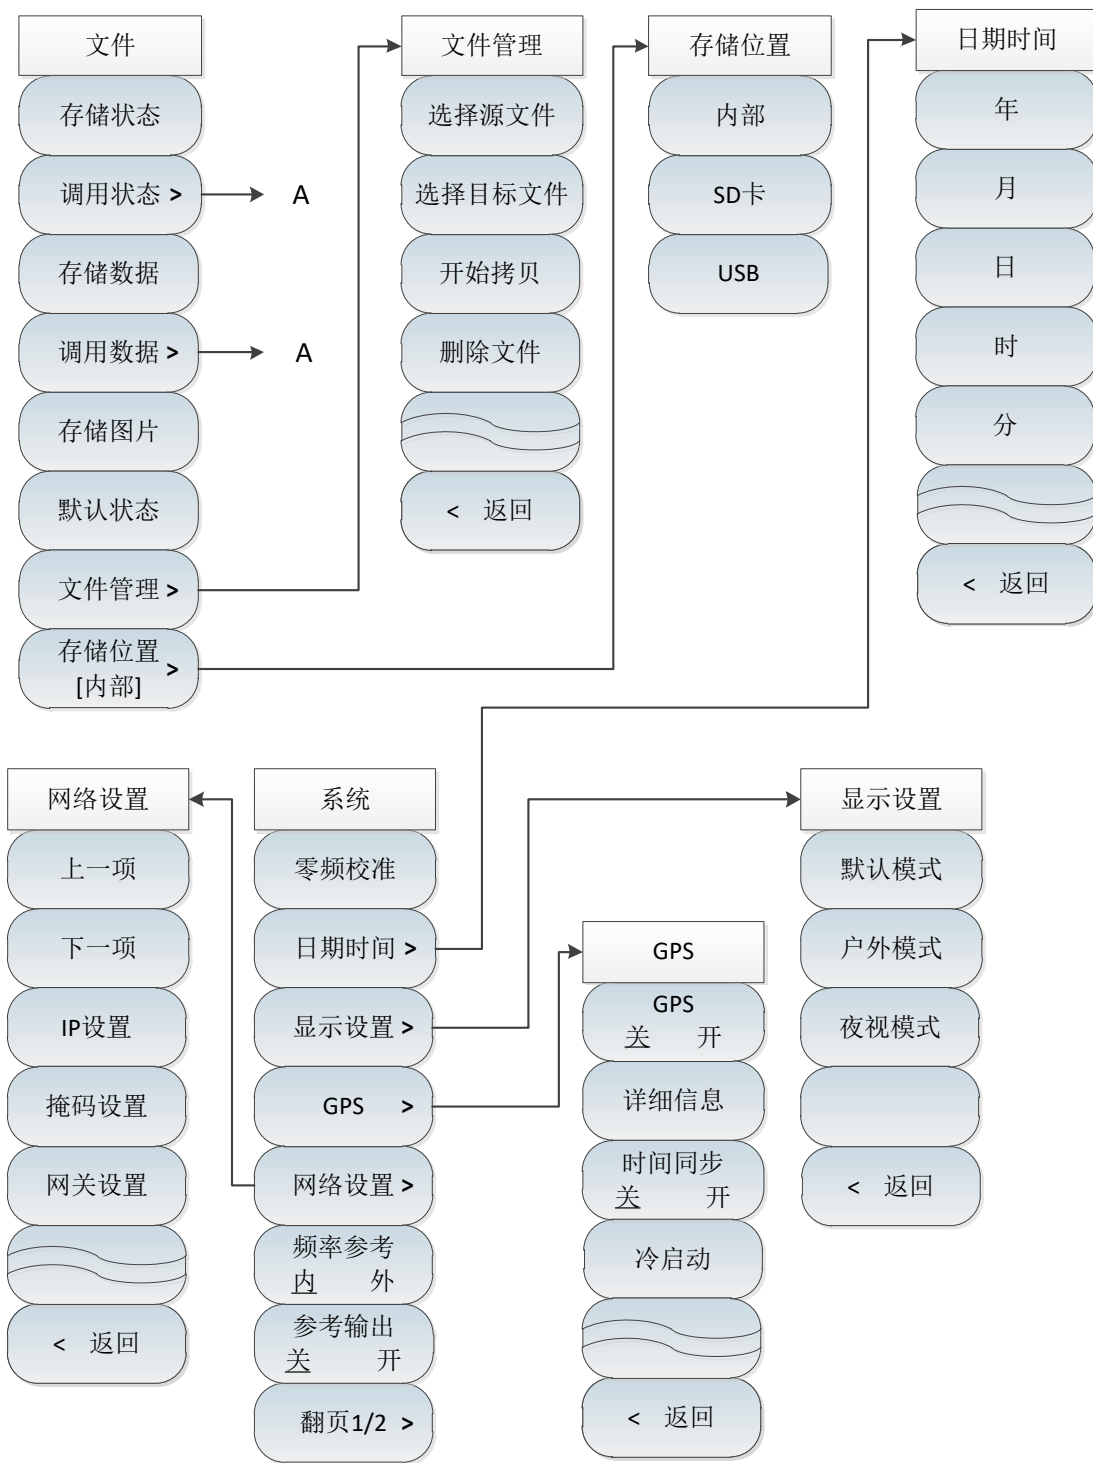 文件
存储状态
调用状态 >
A
存储数据
调用数据 >
A
存储图片
默认状态
文件管理 >
存储位置 >
[内部]
文件管理
选择源文件
选择目标文件
开始拷贝
删除文件
< 返回
存储位置
内部
SD卡
USB
日期时间
年
月
日
时
分
< 返回
网络设置
上一项
下一项
IP设置
掩码设置
网关设置
< 返回
系统
零频校准
日期时间 >
显示设置 >
GPS >
网络设置 >
频率参考
内 外
参考输出
关 开
翻页1/2 >
GPS
GPS
关 开
详细信息
时间同步
关 开
冷启动
< 返回
显示设置
默认模式
户外模式
夜视模式
< 返回